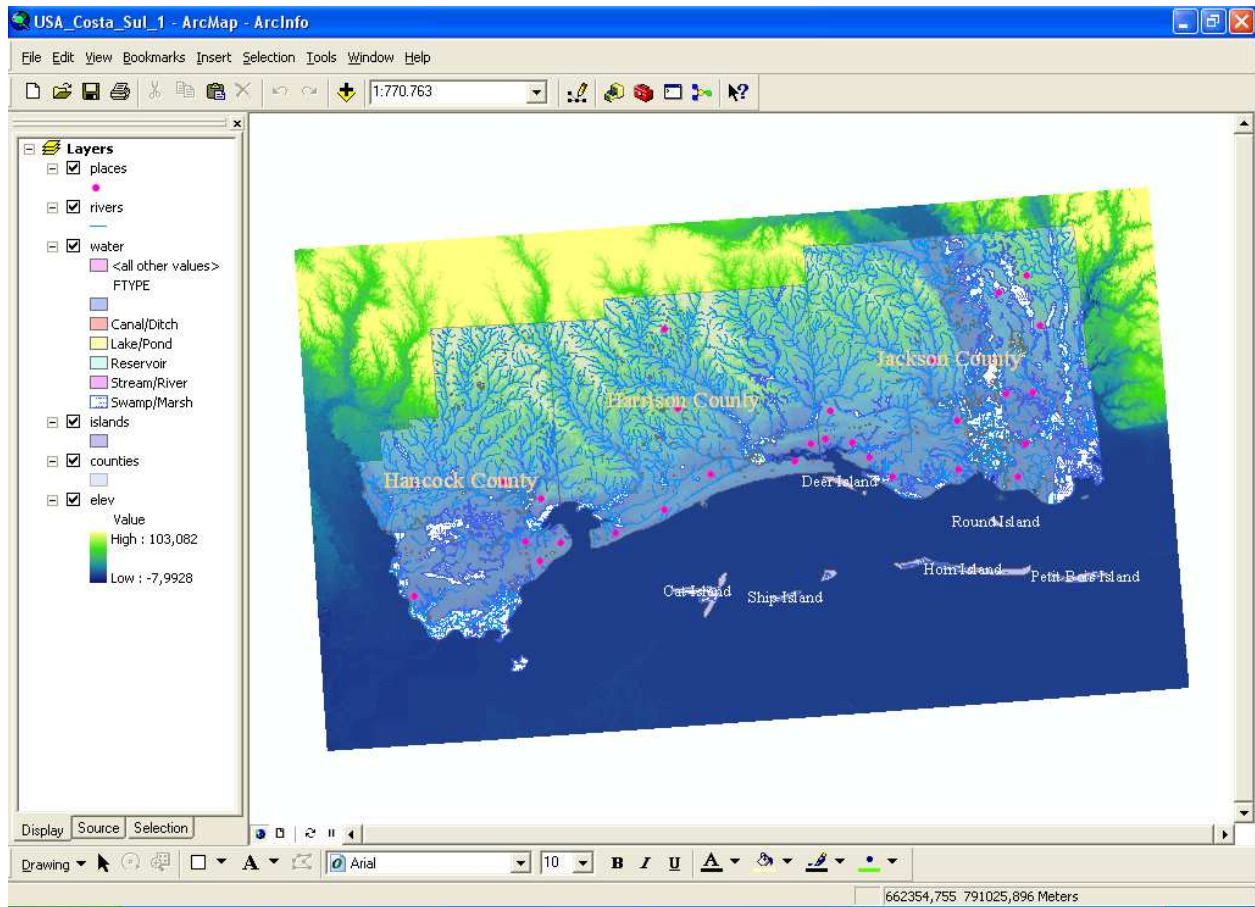 USA_Costa_Sul_1 - ArcMap - ArcInfo
File Edit View Bookmarks Insert Selection Tools Window Help
1:770.763
Layers
places
rivers
water
<all other values>
FTYPE
Canal/Ditch
Lake/Pond
Reservoir
Stream/River
Swamp/Marsh
islands
counties
elev
Value
High : 103,082
Low : -7,9928
Jackson County
Harrison County
Hancock County
Deer Island
Round Island
Horn Island
Petit Bois Island
Cat Island
Ship Island
Display Source Selection
Drawing A Arial 10 B I U A
662354,755 791025,896 Meters